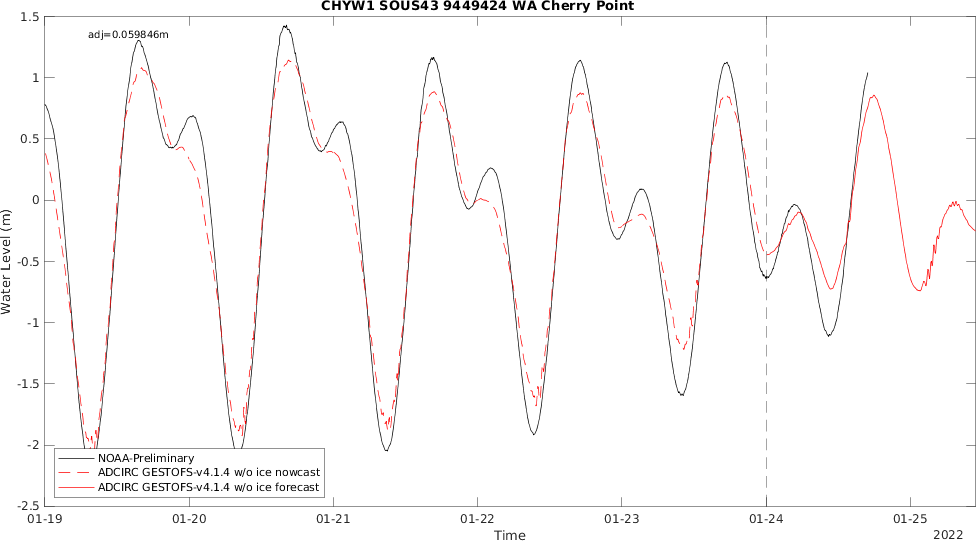 CHYW1 SOUS43 9449424 WA Cherry Point
adj=0.059846m
1.5
1
0.5
0
-0.5
-1
-1.5
-2
-2.5
Water Level (m)
NOAA-Preliminary
ADCIRC GESTOFS-v4.1.4 w/o ice nowcast
ADCIRC GESTOFS-v4.1.4 w/o ice forecast
01-19 01-20 01-21 01-22 01-23 01-24 01-25
Time
2022